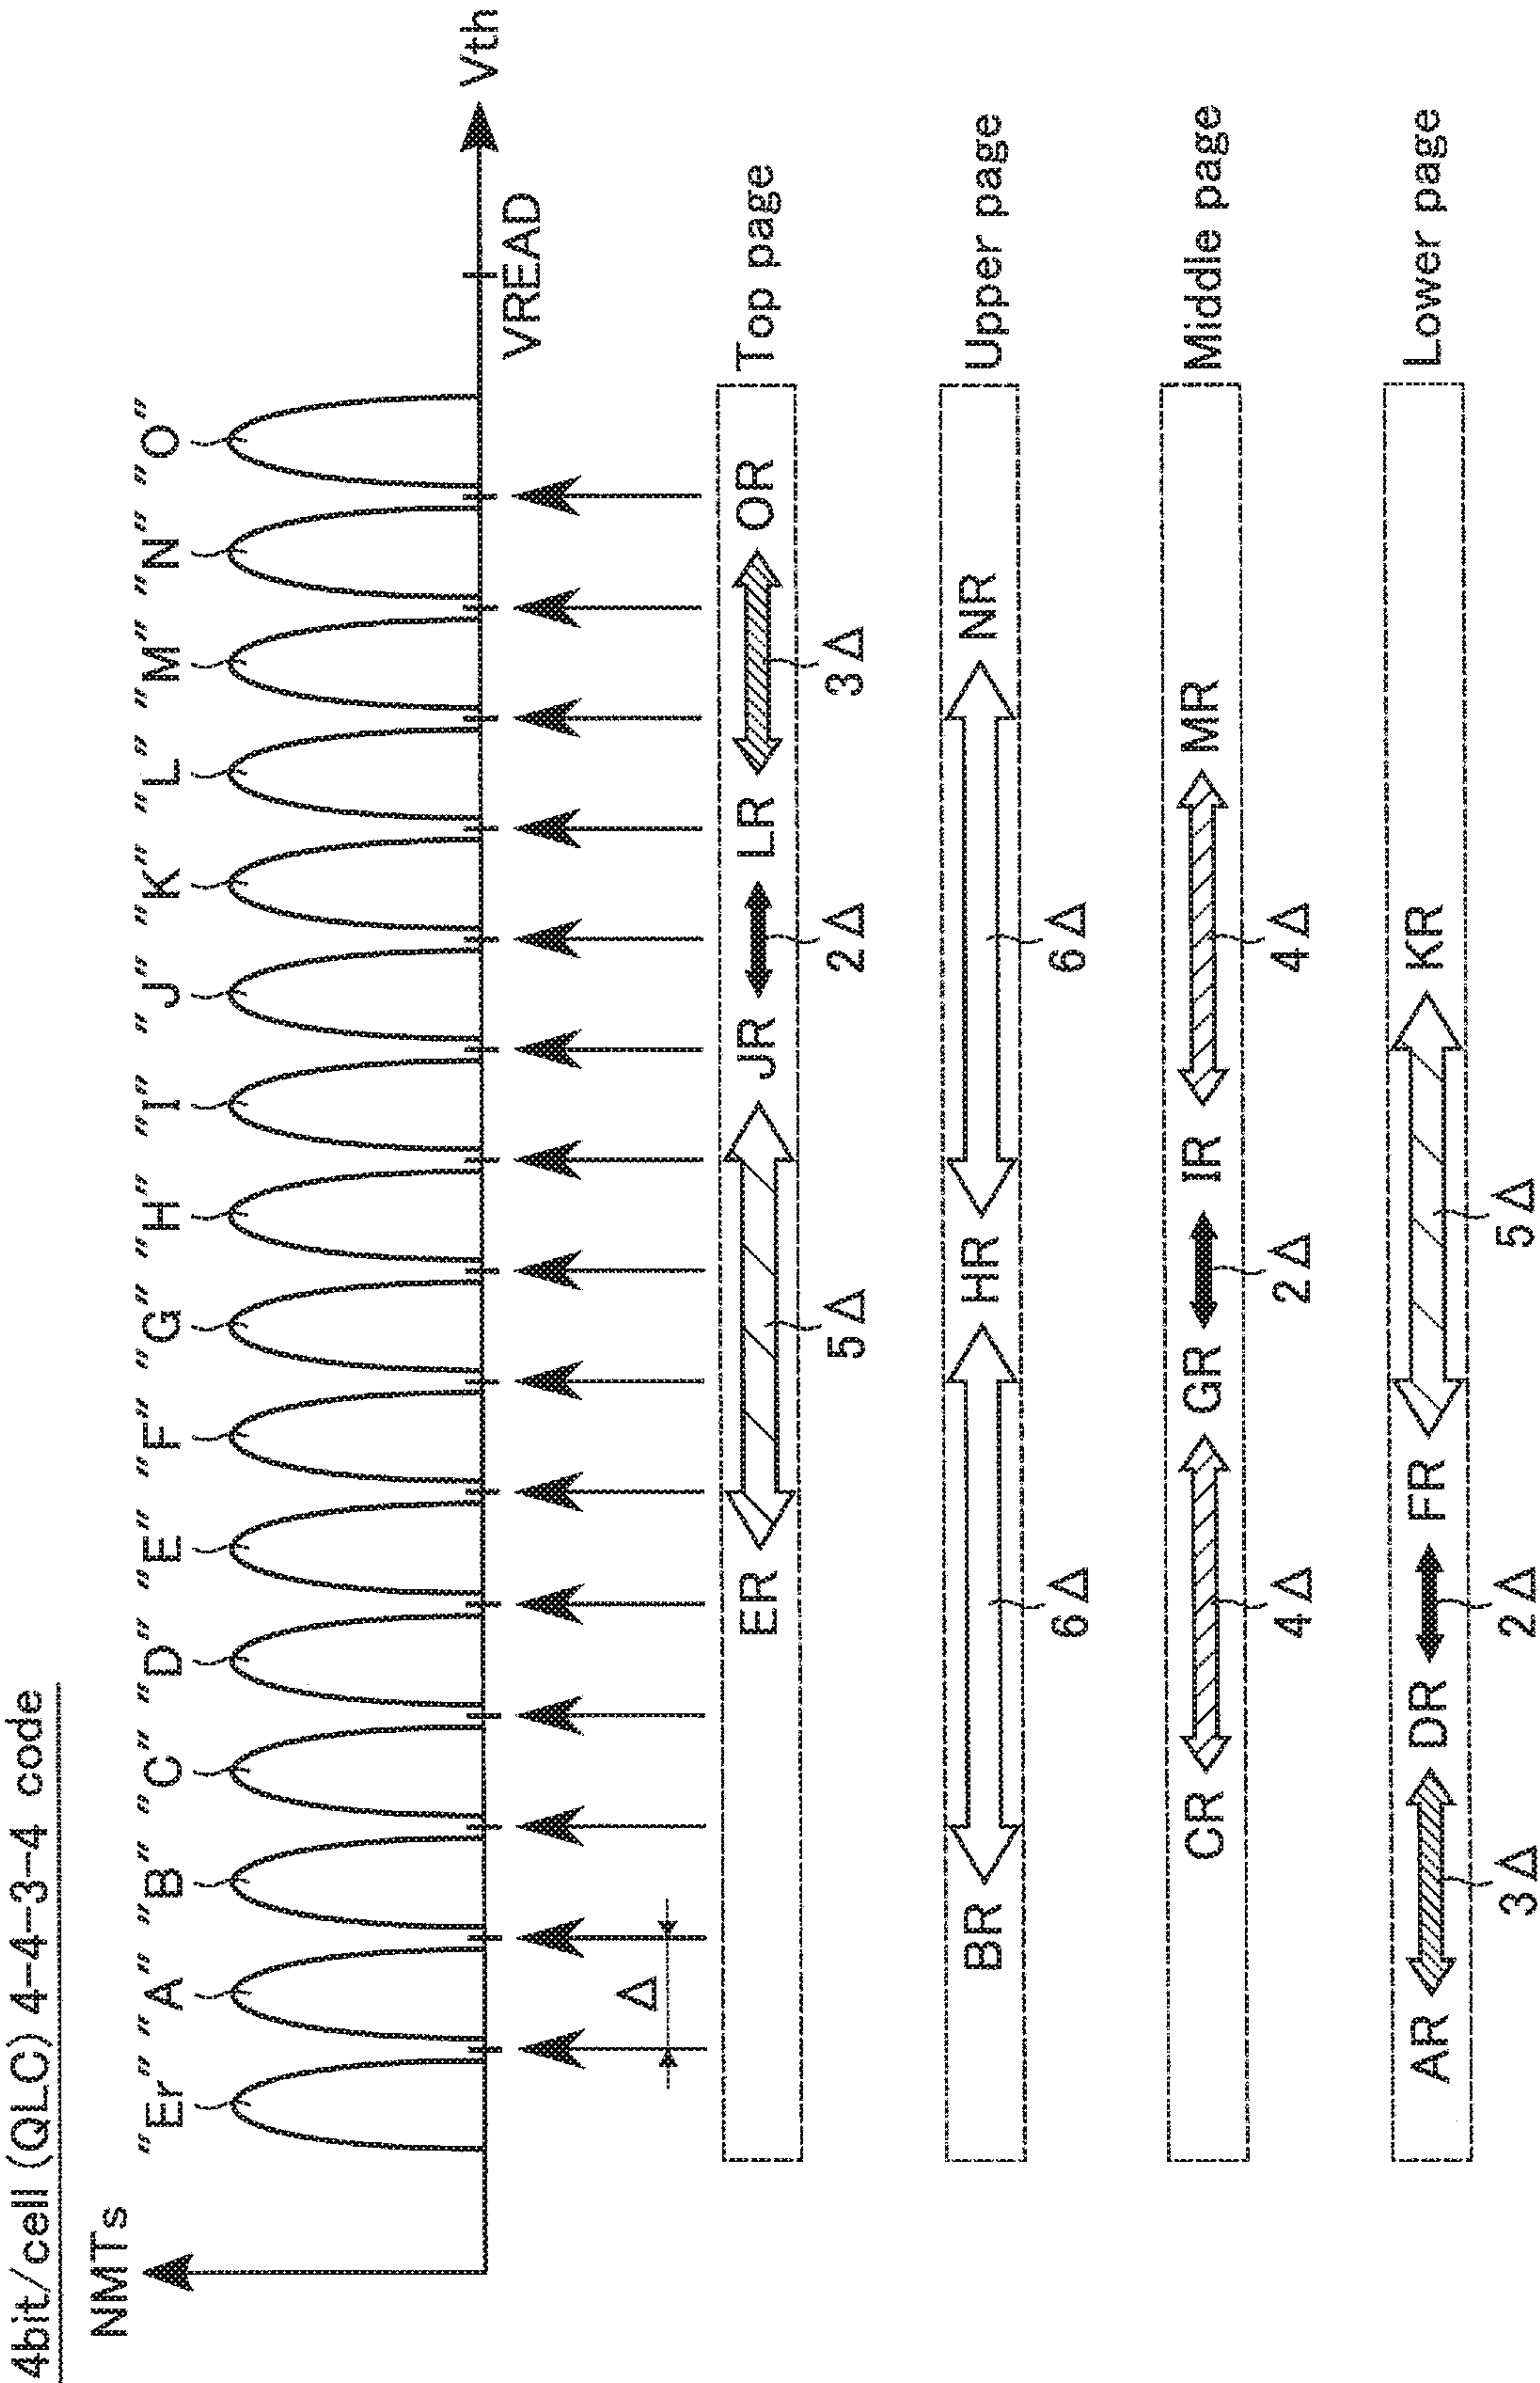 4bit/cell (QLC) 4-4-3-4 code
NMTs
"Er" "A" "B" "C" "D" "E" "F" "G" "H" "I" "J" "K" "L" "M" "N" "O"
Vth
VREAD
Δ
ER JR LR OR Top page
5Δ 2Δ 3Δ
BR HR NR Upper page
6Δ 6Δ
CR GR IR MR Middle page
4Δ 2Δ 4Δ
AR DR FR KR Lower page
3Δ 2Δ 5Δ